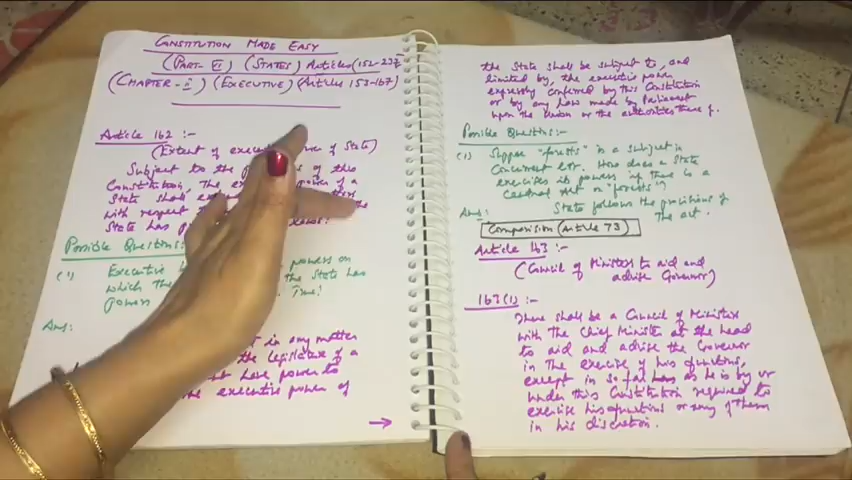 CONSTITUTION MADE EASY
(PART-VI) (STATES) Articles (152-237)
(CHAPTER-II) (EXECUTIVE) (Article 153-167)
Article 162 :-
(Extent of executive power of State)
Subject to the of this
Constitution, The power of a
State shall
with respect the
State has
Possible Questions:
(1) Executive powers on
which the the State has
power True!
Ans:
in any matter
the legislature of a
have power to
the executive power of
the State shall be subject to, and
limited by, the executive power
expressly conferred by this Constitution
or by any law made by Parliament
upon the Union or the authorities thereof.
Possible Questions:-
(1) Suppose "forests" is a subject in
Concurrent list. How does a State
exercises its powers if there is a
Central Act on "forests"?
Ans: State follows the provisions of
The act.
Comparision (Article 73)
Article 163 :-
(Council of Ministers to aid and
advise Governor)
163(1) :-
There shall be a Council of Ministers
with the Chief Minister at the head
to aid and advise the Governor
in the exercise of his functions,
except in so far as he is by or
under this Constitution required to
exercise his functions or any of them
in his discretion.